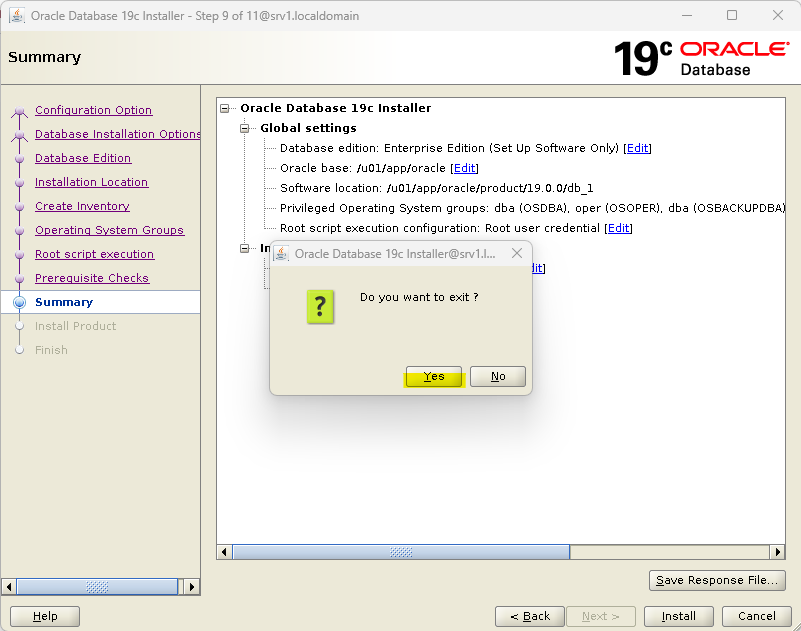 Oracle Database 19c Installer - Step 9 of 11@srv1.localdomain
Summary
19c ORACLE
Database
Configuration Option
Database Installation Options
Database Edition
Installation Location
Create Inventory
Operating System Groups
Root script execution
Prerequisite Checks
Summary
Install Product
Finish
Oracle Database 19c Installer
Global settings
Database edition: Enterprise Edition (Set Up Software Only) [Edit]
Oracle base: /u01/app/oracle [Edit]
Software location: /u01/app/oracle/product/19.0.0/db_1
Privileged Operating System groups: dba (OSDBA), oper (OSOPER), dba (OSBACKUPDBA)
Root script execution configuration: Root user credential [Edit]
Oracle Database 19c Installer@srv1.l...
Do you want to exit ?
Yes No
Save Response File...
Help < Back Next > Install Cancel